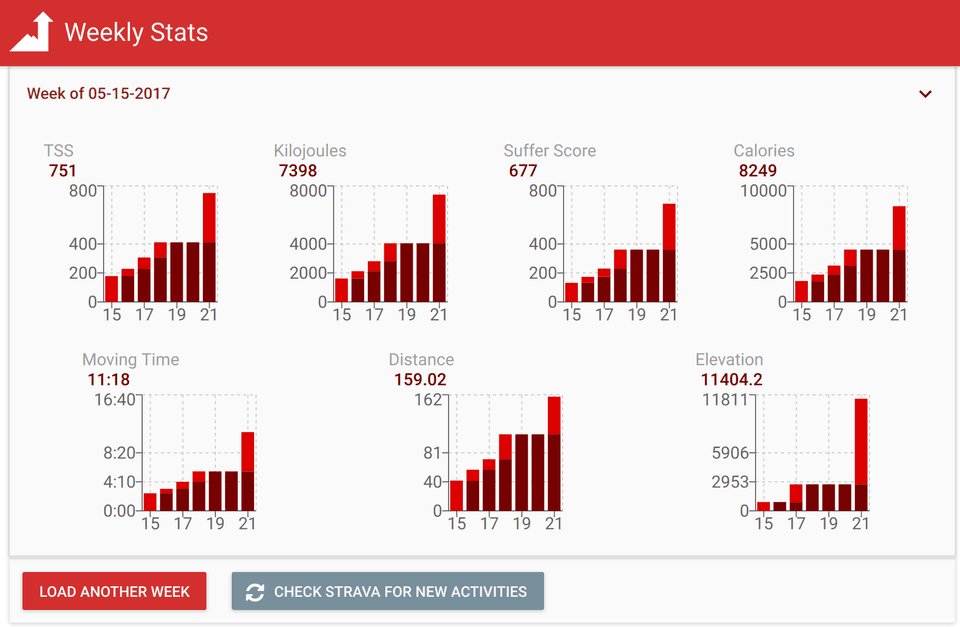 Weekly Stats
Week of 05-15-2017
TSS
751
800
400
200
0
15 17 19 21
Kilojoules
7398
8000
4000
2000
0
15 17 19 21
Suffer Score
677
800
400
200
0
15 17 19 21
Calories
8249
10000
5000
2500
0
15 17 19 21
Moving Time
11:18
16:40
8:20
4:10
0:00
15 17 19 21
Distance
159.02
162
81
40
0
15 17 19 21
Elevation
11404.2
11811
5906
2953
0
15 17 19 21
LOAD ANOTHER WEEK
CHECK STRAVA FOR NEW ACTIVITIES